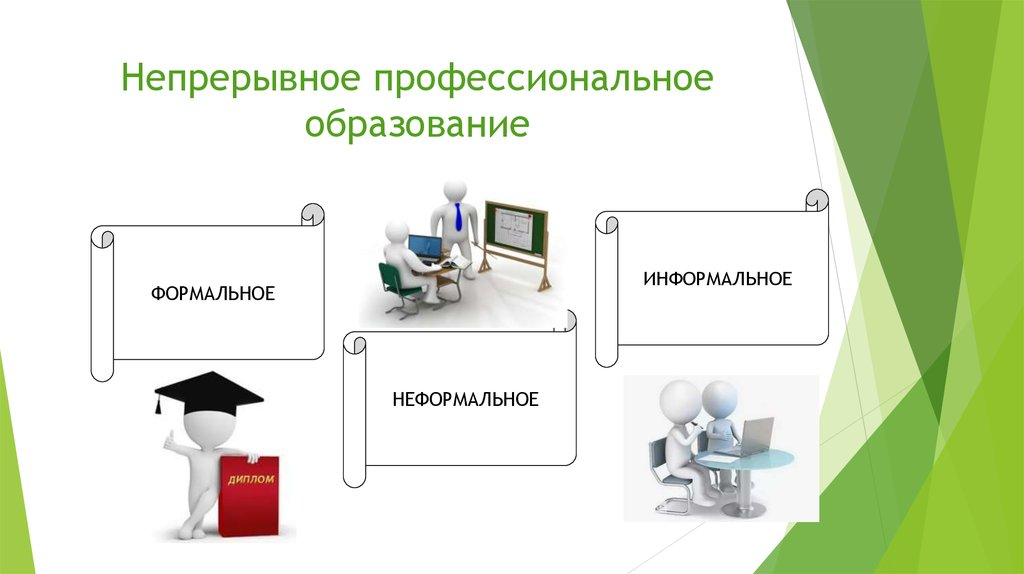 Непрерывное профессиональное
образование
ФОРМАЛЬНОЕ
ИНФОРМАЛЬНОЕ
НЕФОРМАЛЬНОЕ
ДИПЛОМ